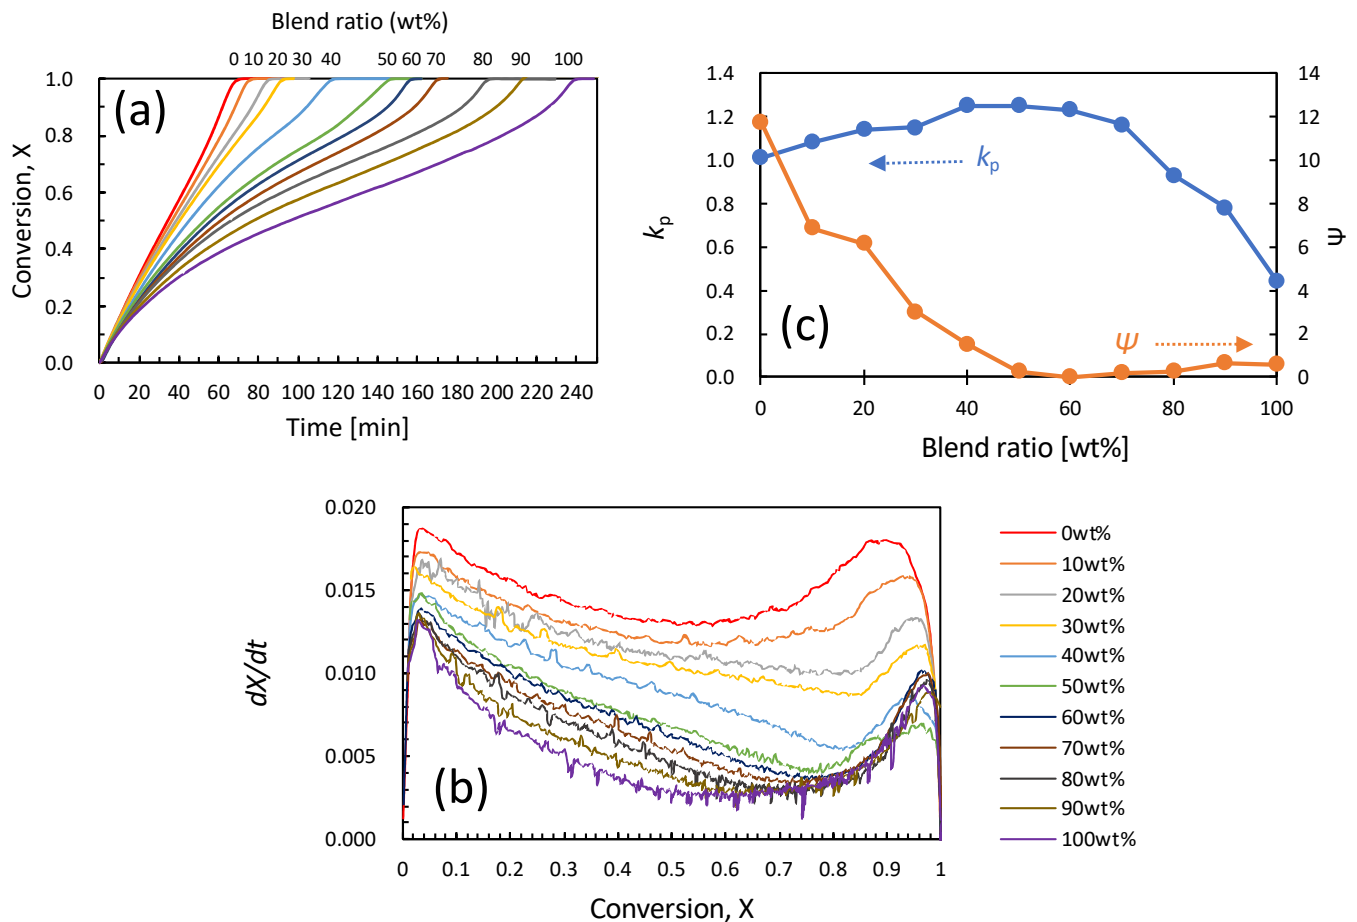 Blend ratio (wt%)
0 10 20 30 40 50 60 70 80 90 100
(a)
Conversion, X
1.0
0.8
0.6
0.4
0.2
0.0
0 20 40 60 80 100 120 140 160 180 200 220 240
Time [min]
1.4
1.2
1.0
0.8
0.6
0.4
0.2
0.0
kp
kp
(c)
Ψ
14
12
10
8
6
4
2
0
Ψ
0 20 40 60 80 100
Blend ratio [wt%]
0.020
0.015
0.010
0.005
0.000
dX/dt
(b)
0 0.1 0.2 0.3 0.4 0.5 0.6 0.7 0.8 0.9 1
Conversion, X
0wt%
10wt%
20wt%
30wt%
40wt%
50wt%
60wt%
70wt%
80wt%
90wt%
100wt%